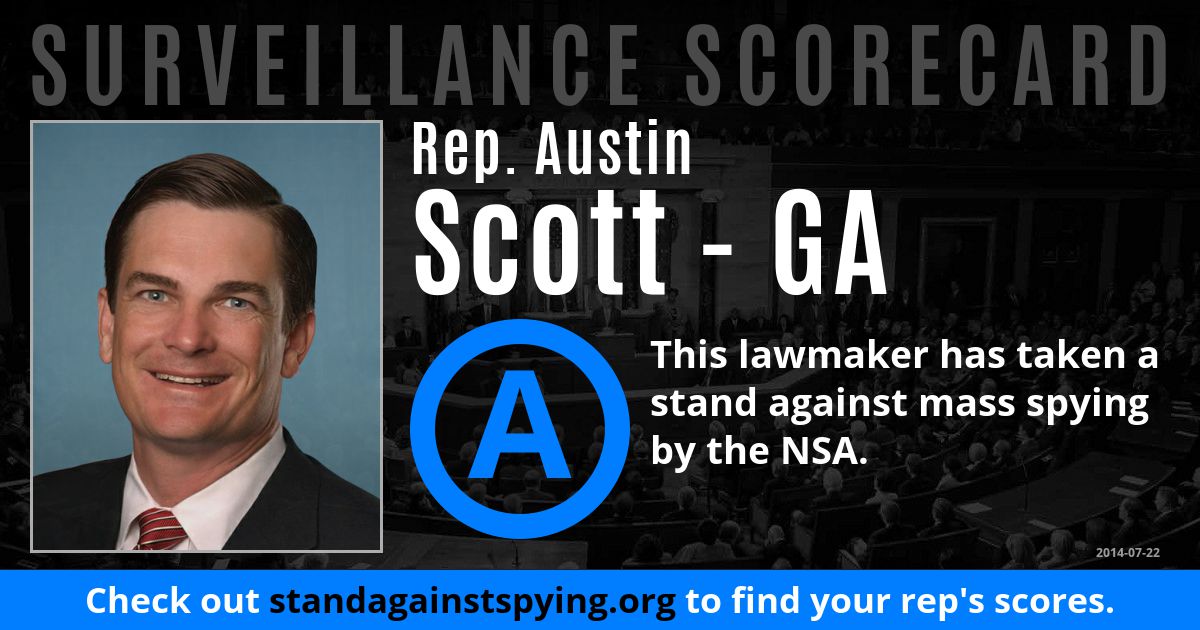 SURVEILLANCE SCORECARD
Rep. Austin
Scott - GA
A
This lawmaker has taken a
stand against mass spying
by the NSA.
2014-07-22
Check out standagainstspying.org to find your rep's scores.